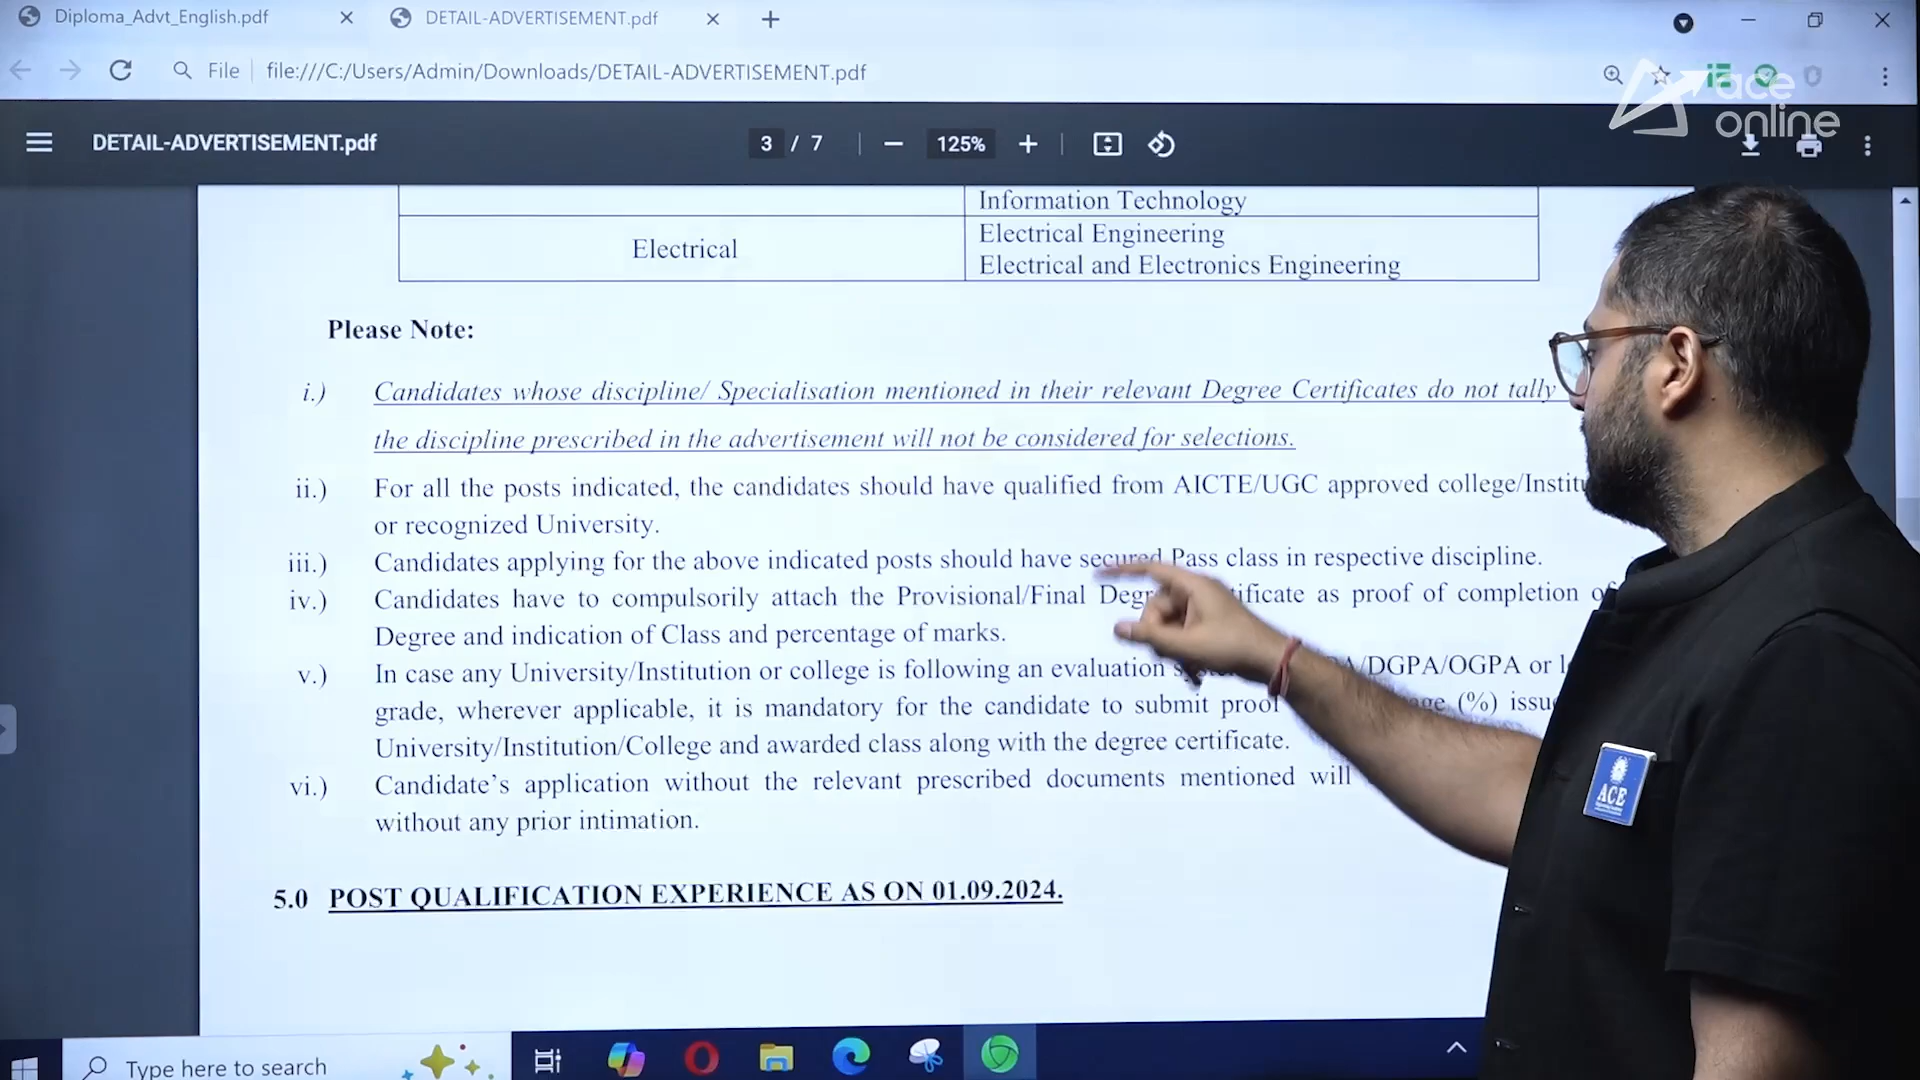 Diploma_Advt_English.pdf
DETAIL-ADVERTISEMENT.pdf
File
file:///C:/Users/Admin/Downloads/DETAIL-ADVERTISEMENT.pdf
ace
online
DETAIL-ADVERTISEMENT.pdf
3 / 7
125%
Information Technology
Electrical
Electrical Engineering
Electrical and Electronics Engineering
Please Note:
i.) Candidates whose discipline/ Specialisation mentioned in their relevant Degree Certificates do not tally
the discipline prescribed in the advertisement will not be considered for selections.
ii.) For all the posts indicated, the candidates should have qualified from AICTE/UGC approved
or recognized University.
iii.) Candidates applying for the above indicated posts should have secured Pass class in respective discipline.
iv.) Candidates have to compulsorily attach the Provisional/Final as proof of completion
Degree and indication of Class and percentage of marks.
v.) In case any University/Institution or college is following an evaluation /DGPA/OGPA or
grade, wherever applicable, it is mandatory for the candidate to submit proof (%)
University/Institution/College and awarded class along with the degree certificate.
vi.) Candidate's application without the relevant prescribed documents mentioned will
without any prior intimation.
5.0 POST QUALIFICATION EXPERIENCE AS ON 01.09.2024.
ACE
Type here to search